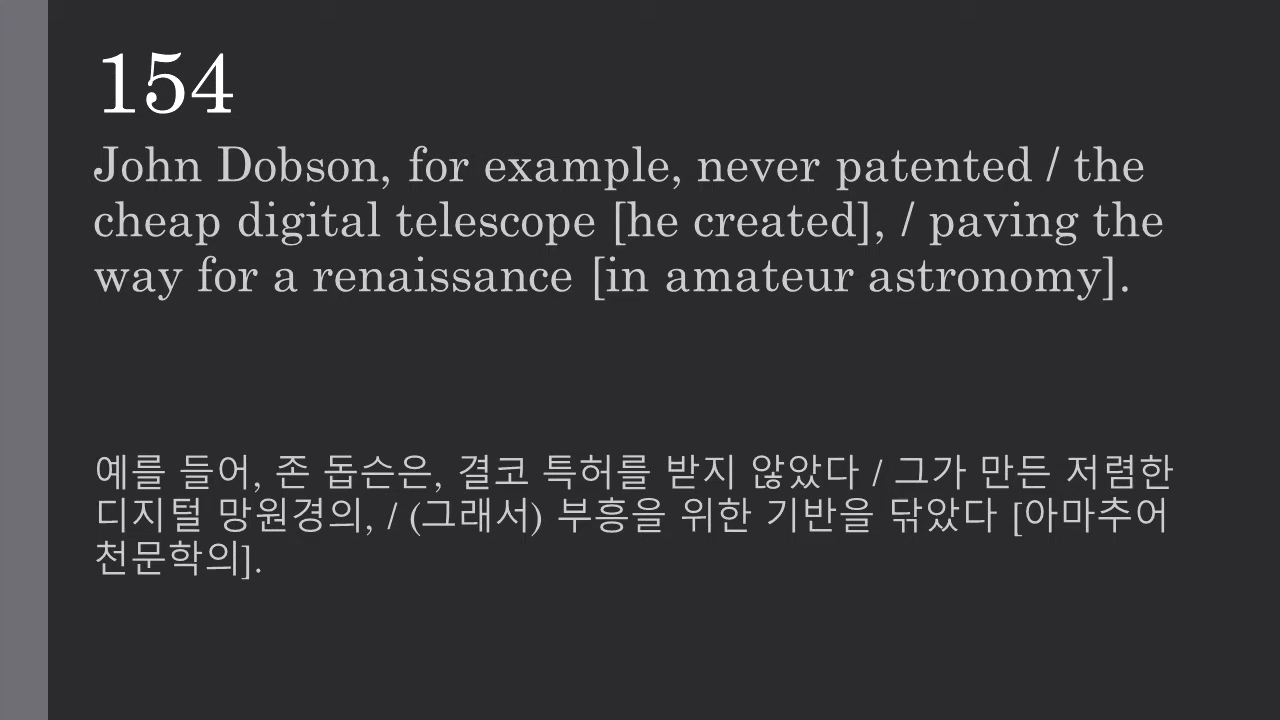 154
John Dobson, for example, never patented / the
cheap digital telescope [he created], / paving the
way for a renaissance [in amateur astronomy].
예를 들어, 존 돕슨은, 결코 특허를 받지 않았다 / 그가 만든 저렴한
디지털 망원경의, / (그래서) 부흥을 위한 기반을 닦았다 [아마추어
천문학의].